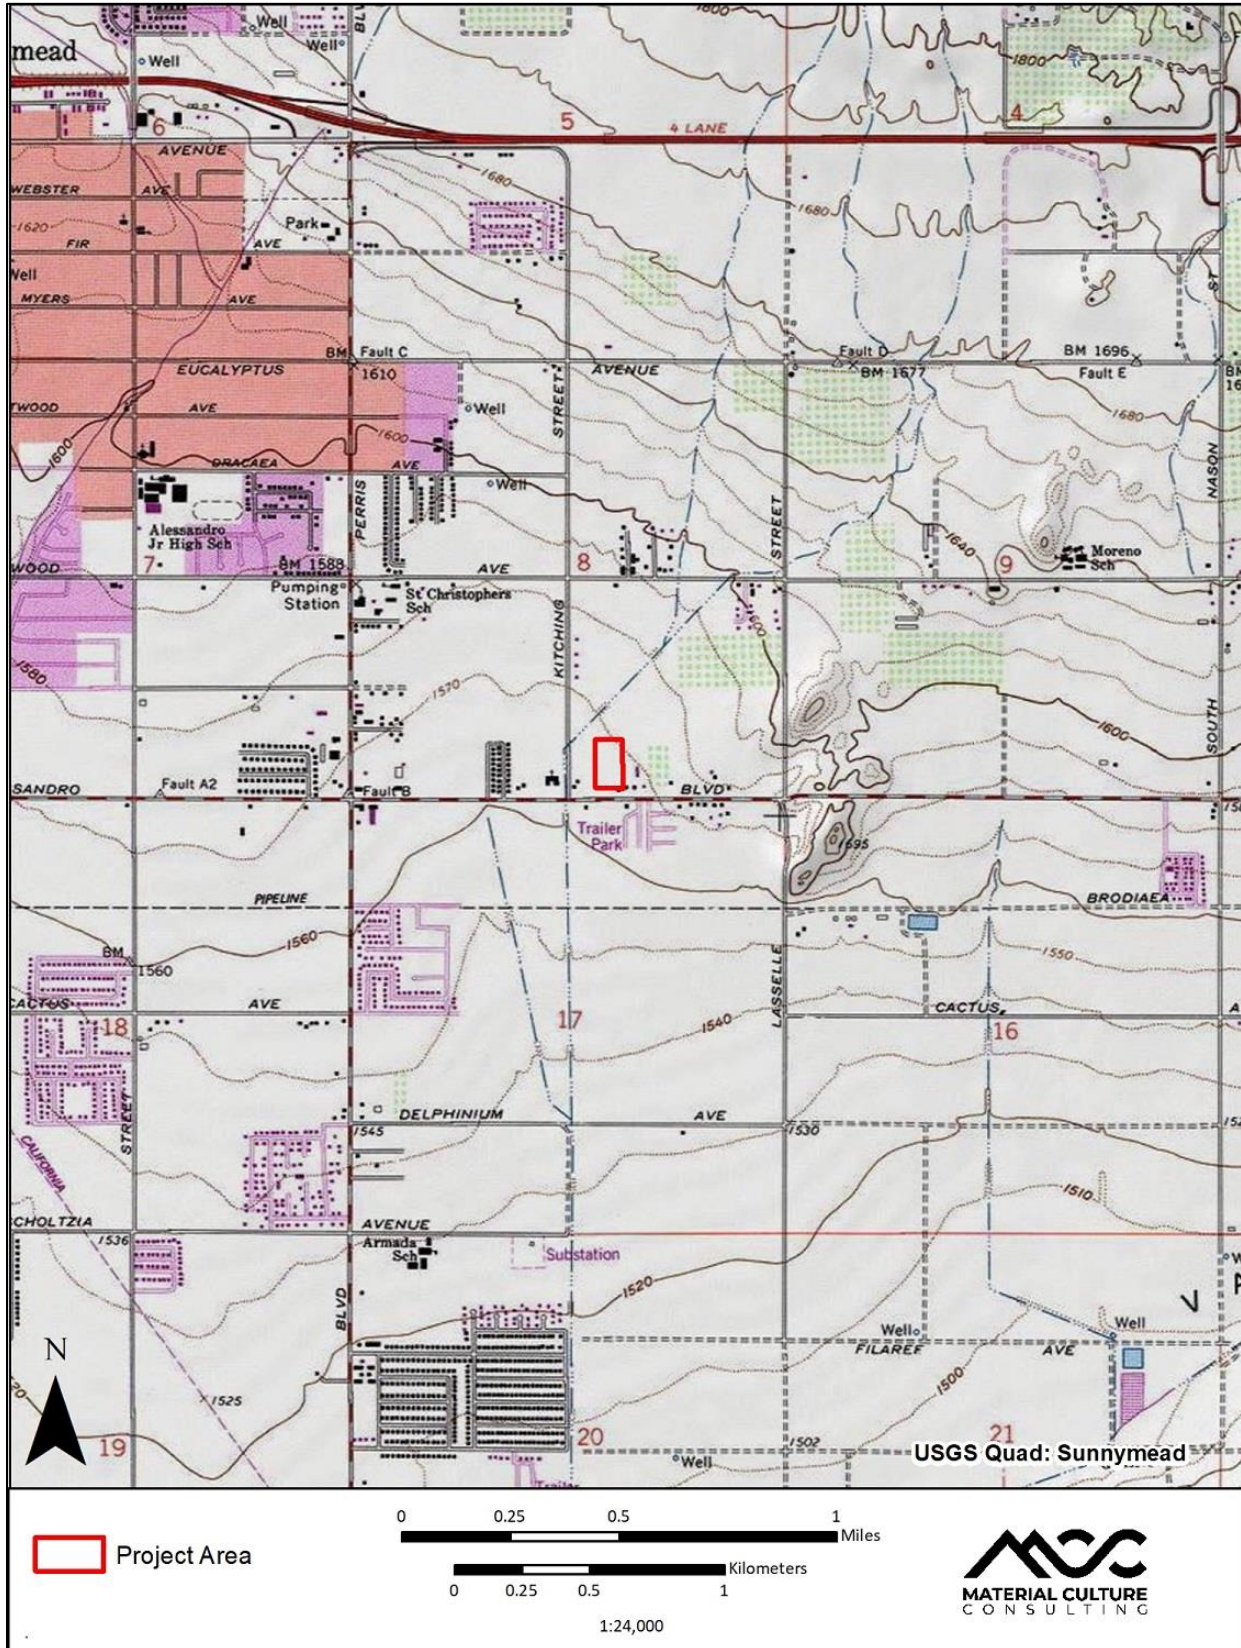 1800
Well
BLV
mead
Well
Well
1800
6
5
4
4 LANE
AVENUE
1680
WEBSTER
AVE
1680
1620
Park
FIR
AVE
ST
Well
MYERS
AVE
BM
Fault C
Fault D
BM 1696
1610
EUCALYPTUS
AVENUE
BM 1677
Fault E
BM
STREET
TWOOD
AVE
Well
1680
1600
1600
DRACAEA
AVE
NASON
Well
PERRIS
STREET
Alessandro
Jr High Sch
1640
Moreno
Sch
7
BM 1588
8
9
WOOD
AVE
Pumping
Station
St Christophers
Sch
KITCHING
1600
1580
1570
1600
SOUTH
SANDRO
Fault A2
Fault B
BLVD
Trailer
Park
1695
PIPELINE
BRODIAEA
1560
BM
1560
1550
LASSELLE
CACTUS
AVE
CACTUS
A
18
17
1540
16
STREET
DELPHINIUM
AVE
1545
1530
CALIFORNIA
1510
CHOLTZIA
AVENUE
1536
Armada
Sch
Substation
1520
BLVD
Well
Well
FILAREE
AVE
N
1525
1500
19
20
1502
21
Well
USGS Quad: Sunnymead
Trailer
Project Area
0 0.25 0.5 1
Miles
Kilometers
0 0.25 0.5 1
1:24,000
MCC
MATERIAL CULTURE
CONSULTING